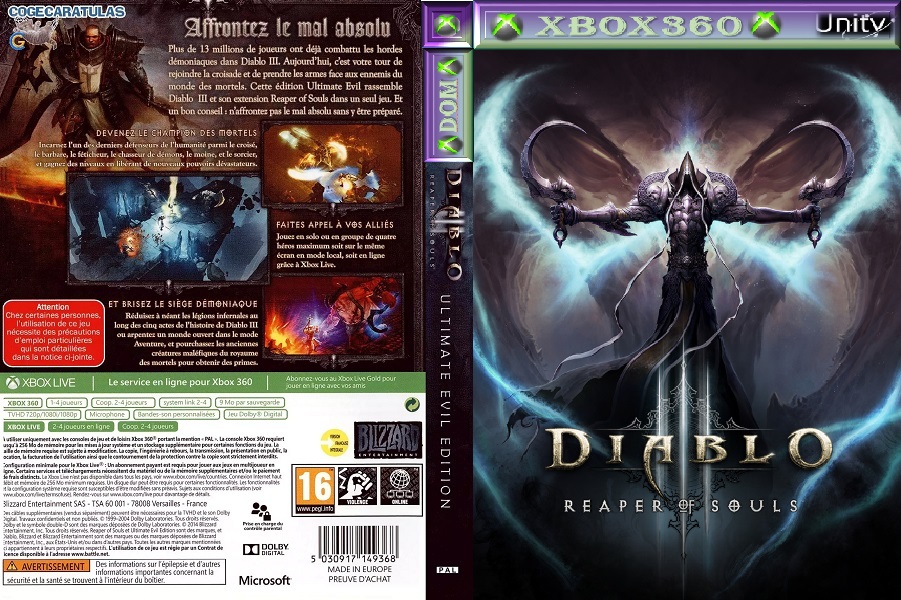 COGECARATULAS
Affrontez le mal absolu
Plus de 13 millions de joueurs ont déjà combattu les hordes
démoniaques dans Diablo III. Aujourd'hui, c'est votre tour de
rejoindre la croisade et de prendre les armes face aux ennemis du
monde des mortels. Cette édition Ultimate Evil rassemble
Diablo III et son extension Reaper of Souls dans un seul jeu. Et
un bon conseil : n'affrontez pas le mal absolu sans y être préparé.
DEVENEZ LE CHAMPION DES MORTELS
Incarnez l'un des derniers défenseurs de l'humanité parmi le croisé,
le barbare, le féticheur, le chasseur de démons, le moine, et le sorcier,
et gagnez des niveaux en libérant de nouveaux pouvoirs dévastateurs.
FAITES APPEL À VOS ALLIÉS
Jouez en solo ou en groupe de quatre
héros maximum soit sur le même
écran en mode local, soit en ligne
grâce à Xbox Live.
ET BRISEZ LE SIÈGE DÉMONIAQUE
Réduisez à néant les légions infernales au
long des cinq actes de l'histoire de Diablo III
ou arpentez un monde ouvert dans le mode
Aventure, et pourchassez les anciennes
créatures maléfiques du royaume
des mortels pour obtenir des primes.
Attention
Chez certaines personnes,
l'utilisation de ce jeu
nécessite des précautions
d'emploi particulières
qui sont détaillées
dans la notice ci-jointe.
XBOX LIVE
Le service en ligne pour Xbox 360
Abonnez-vous au Xbox Live Gold pour
jouer en ligne avec vos amis
XBOX 360 1-4 joueurs Coop. 2-4 joueurs system link 2-4 9 Mo par sauvegarde
TVHD 720p/1080i/1080p Microphone Bandes-son personnalisées Jeu Dolby® Digital
XBOX LIVE 2-4 joueurs en ligne Coop. 2-4 joueurs
VERSION
FRANÇAISE
INTÉGRALE
BLIZZARD
ENTERTAINMENT
Blizzard Entertainment SAS - TSA 60 001 - 78008 Versailles - France
16
www.pegi.info
VIOLENCE
ONLINE
Prise en charge
du contrôle
parental
DOLBY
DIGITAL
AVERTISSEMENT
Des informations sur l'épilepsie et d'autres
informations importantes concernant la
sécurité et la santé se trouvent à l'intérieur du boîtier.
Microsoft
5 030917 149368
MADE IN EUROPE
PREUVE D'ACHAT
DOM
DIABLO
III
REAPER OF SOULS
ULTIMATE EVIL EDITION
PAL
XBOX360
Unity
DIABLO
III
REAPER OF SOULS